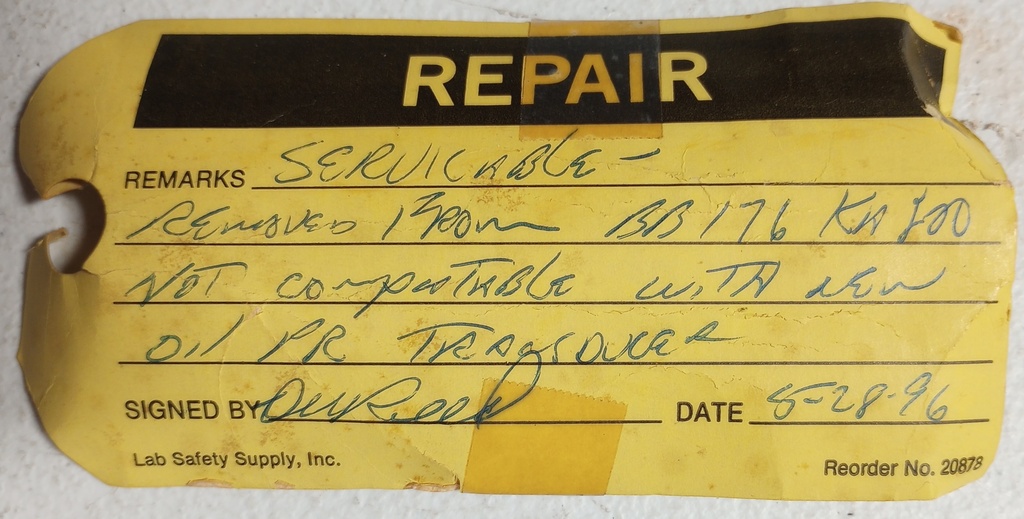 REPAIR
REMARKS SERVICABLE -
REMOVED FROM BB176 KA200
NOT COMPATABLE WITH NEW
OIL PR TRANSDUCER
SIGNED BY DATE 5-28-96
Lab Safety Supply, Inc. Reorder No. 20878